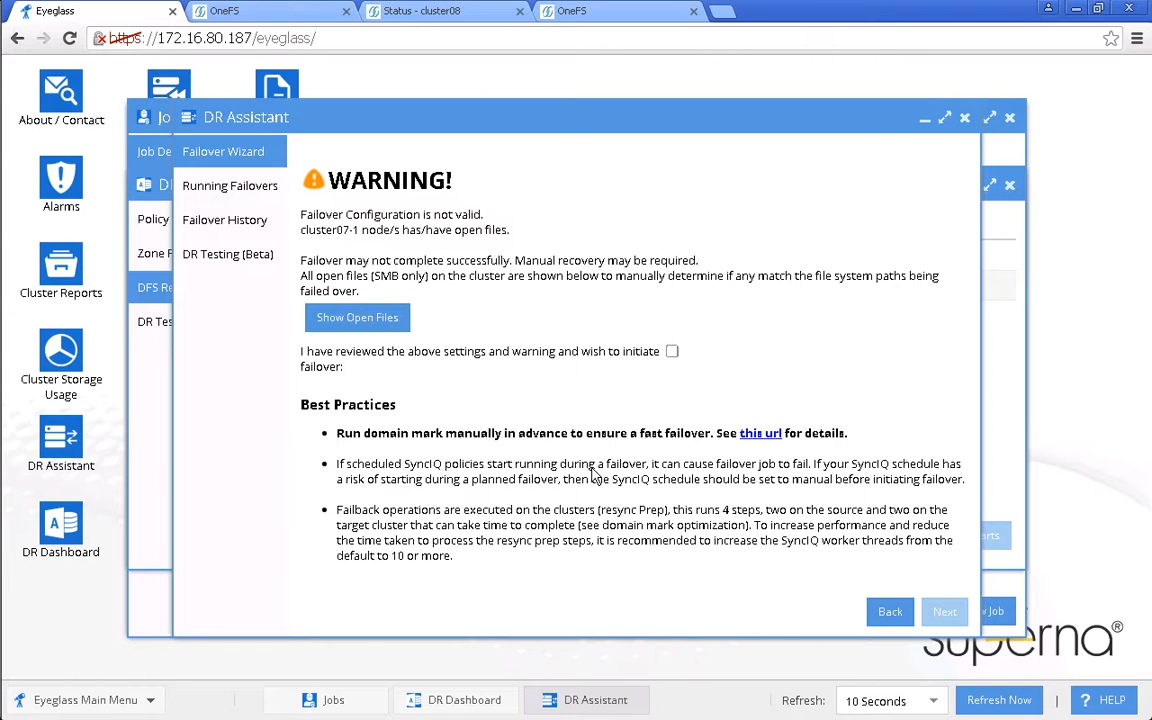 Eyeglass
OneFS
Status - cluster08
OneFS
https://172.16.80.187/eyeglass/
About / Contact
Alarms
Cluster Reports
Cluster Storage
Usage
DR Assistant
DR Dashboard
Jo
DR Assistant
Job De
Failover Wizard
Running Failovers
Policy
Failover History
Zone
DR Testing (Beta)
DFS Re
DR Tes
WARNING!
Failover Configuration is not valid.
cluster07-1 node/s has/have open files.
Failover may not complete successfully. Manual recovery may be required.
All open files (SMB only) on the cluster are shown below to manually determine if any match the file system paths being
failed over.
Show Open Files
I have reviewed the above settings and warning and wish to initiate
failover:
Best Practices
• Run domain mark manually in advance to ensure a fast failover. See this url for details.
• If scheduled SyncIQ policies start running during a failover, it can cause failover job to fail. If your SyncIQ schedule has
a risk of starting during a planned failover, then the SyncIQ schedule should be set to manual before initiating failover.
• Failback operations are executed on the clusters (resync Prep), this runs 4 steps, two on the source and two on the
target cluster that can take time to complete (see domain mark optimization). To increase performance and reduce
the time taken to process the resync prep steps, it is recommended to increase the SyncIQ worker threads from the
default to 10 or more.
arts
Back
Next
Job
superna®
Eyeglass Main Menu
Jobs
DR Dashboard
DR Assistant
Refresh:
10 Seconds
Refresh Now
|
? HELP